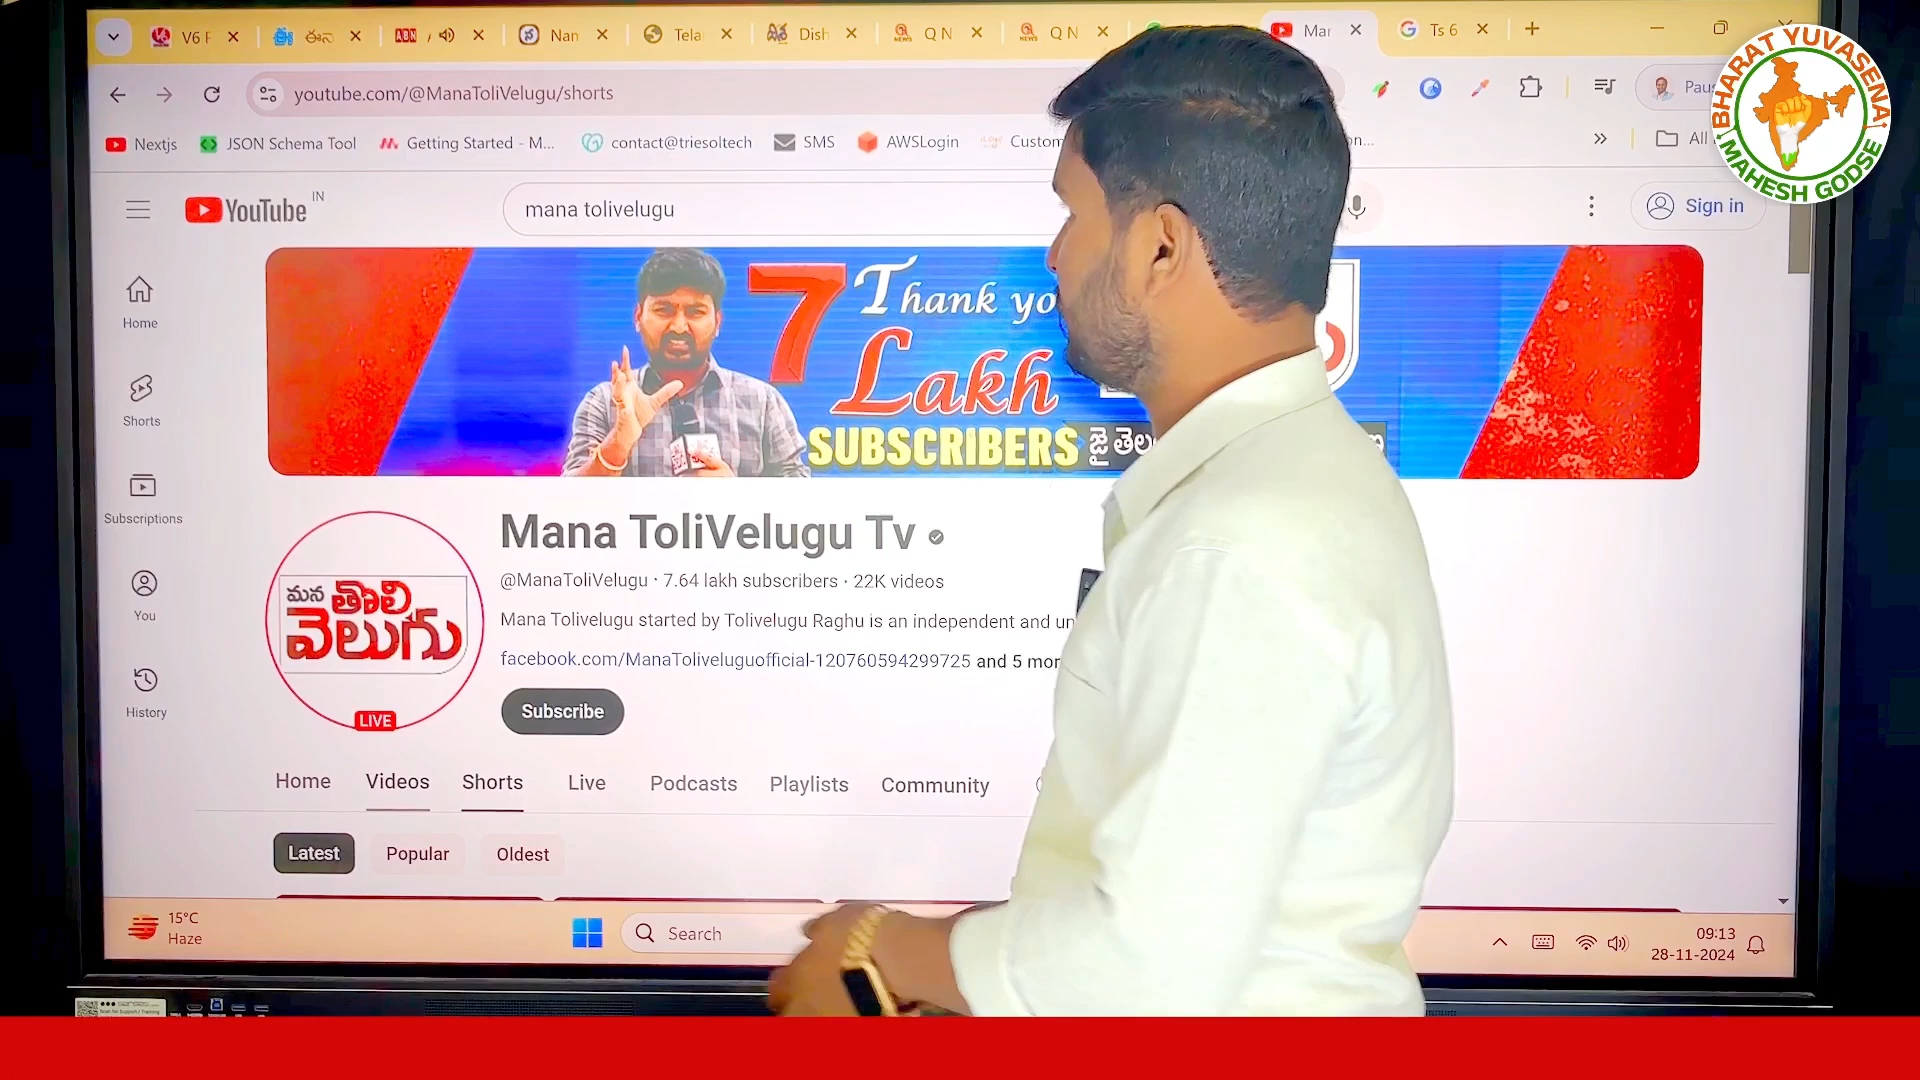 V6 F
ఈనా
ABN
Nan
Tela
Dish
Q N
Q N
Mar
Ts 6
youtube.com/@ManaToliVelugu/shorts
Nextjs
JSON Schema Tool
Getting Started - M...
contact@triesoltech
SMS
AWSLogin
Custom
All
BHARAT YUVASENA
MAHESH GODSE
YouTube IN
mana tolivelugu
Sign in
Home
Shorts
Subscriptions
You
History
7 Thank yo
Lakh
SUBSCRIBERS జై తెల
మన తొలి
వెలుగు
LIVE
Mana ToliVelugu Tv
@ManaToliVelugu · 7.64 lakh subscribers · 22K videos
Mana Tolivelugu started by Tolivelugu Raghu is an independent and un
facebook.com/ManaToliveluguofficial-120760594299725 and 5 mor
Subscribe
Home Videos Shorts Live Podcasts Playlists Community
Latest Popular Oldest
15°C
Haze
Search
09:13
28-11-2024